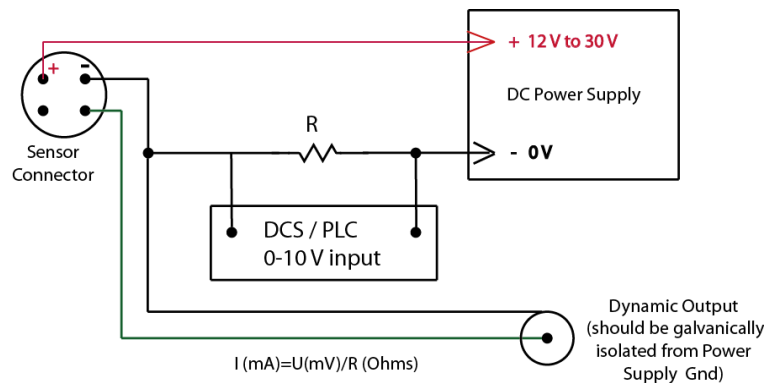 + 12 V to 30 V
+
-
DC Power Supply
R
Sensor
Connector
- 0V
DCS / PLC
0-10 V input
Dynamic Output
(should be galvanically
isolated from Power
Supply Gnd)
I (mA)=U(mV)/R (Ohms)